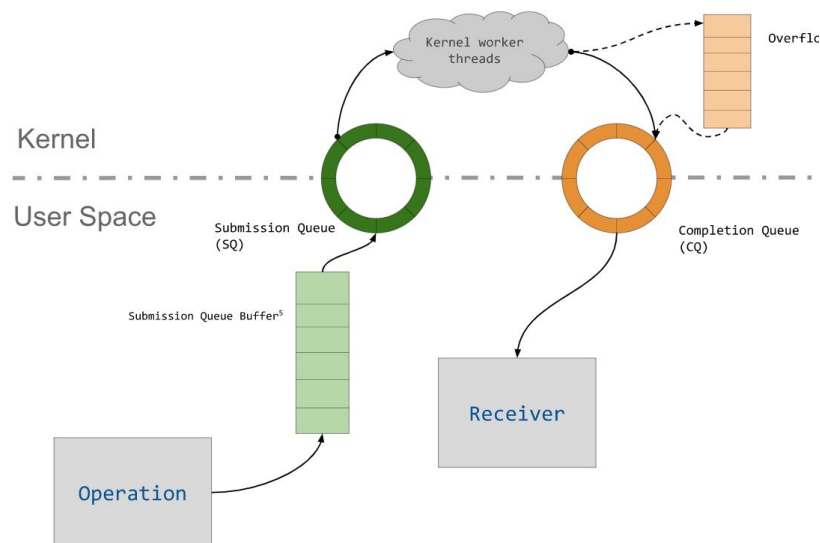 Kernel worker
threads
Overflo
Kernel
User Space
Submission Queue
(SQ)
Completion Queue
(CQ)
Submission Queue Buffer⁵
Receiver
Operation